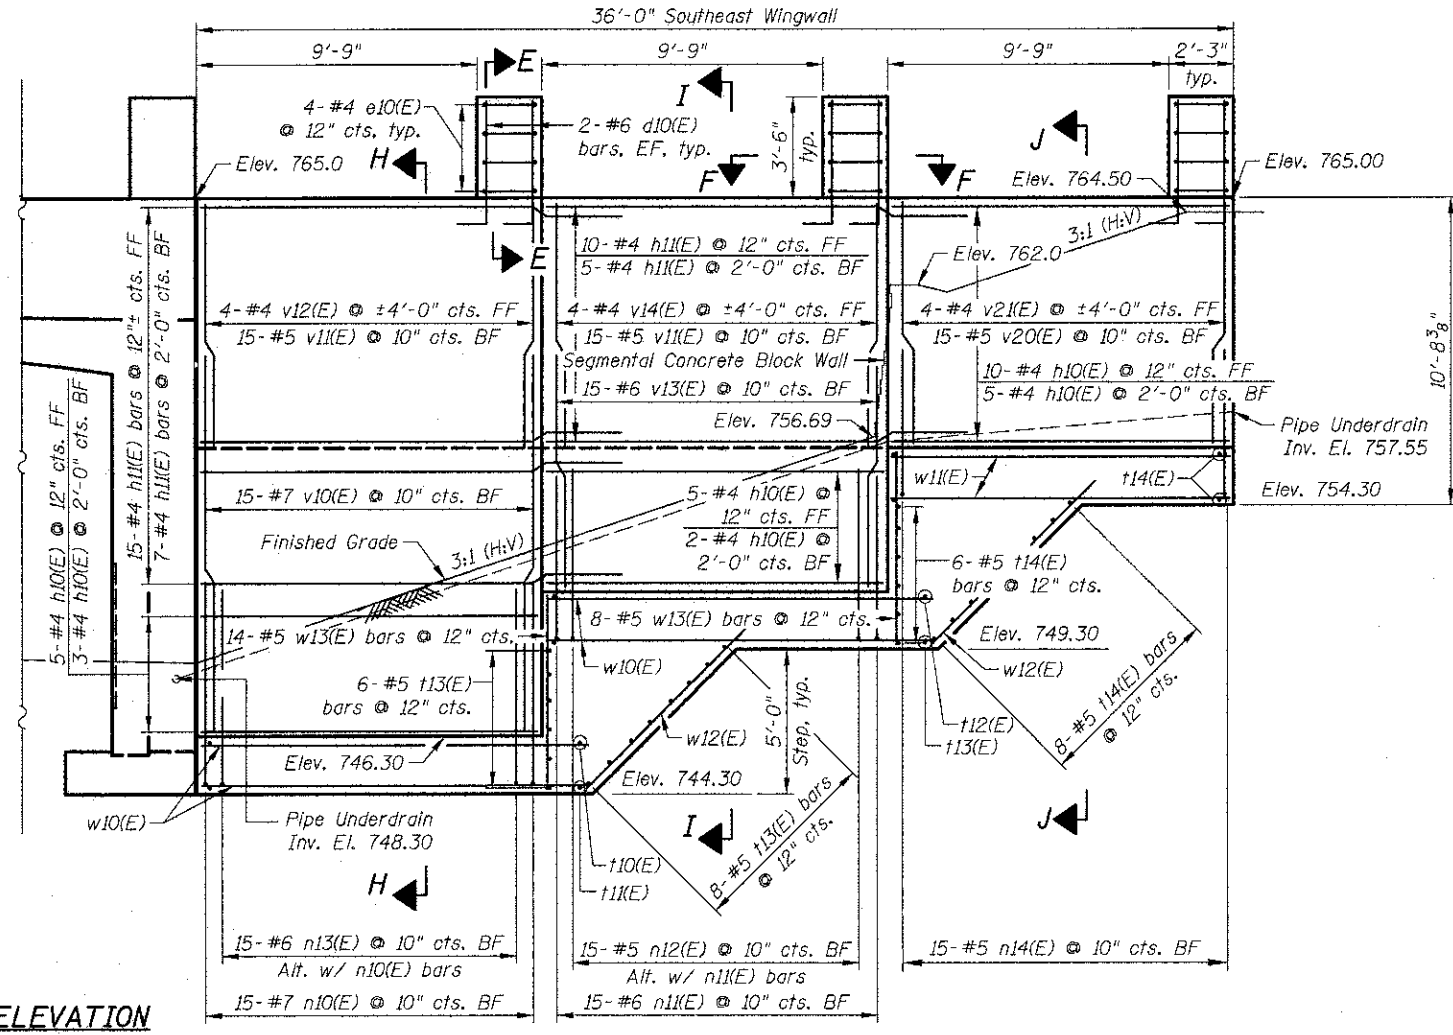 36'-0" Southeast Wingwall
9'-9"
9'-9"
9'-9"
2'-3"
typ.
E
I
J
4- #4 e10(E)
@ 12" cts. typ.
2- #6 d10(E)
bars, EF, typ.
3'-6"
typ.
Elev. 765.0
H
F
F
Elev. 764.50
Elev. 765.00
E
10- #4 h11(E) @ 12" cts. FF
5- #4 h11(E) @ 2'-0" cts. BF
3:1 (H:V)
Elev. 762.0
4- #4 v12(E) @ ±4'-0" cts. FF
15- #5 v11(E) @ 10" cts. BF
4- #4 v14(E) @ ±4'-0" cts. FF
15- #5 v11(E) @ 10" cts. BF
4- #4 v21(E) @ ±4'-0" cts. FF
15- #5 v20(E) @ 10" cts. BF
10'-8⅜"
Segmental Concrete Block Wall
15- #6 v13(E) @ 10" cts. BF
10- #4 h10(E) @ 12" cts. FF
5- #4 h10(E) @ 2'-0" cts. BF
Elev. 756.69
Pipe Underdrain
Inv. El. 757.55
15- #4 h11(E) bars @ 12"± cts. FF
7- #4 h11(E) bars @ 2'-0" cts. BF
5- #4 h10(E) @ 12" cts. FF
3- #4 h10(E) @ 2'-0" cts. BF
w11(E)
t14(E)
Elev. 754.30
15- #7 v10(E) @ 10" cts. BF
5- #4 h10(E) @
12" cts. FF
2- #4 h10(E) @
2'-0" cts. BF
Finished Grade
3:1 (H:V)
6- #5 t14(E)
bars @ 12" cts.
14- #5 w13(E) bars @ 12" cts.
8- #5 w13(E) bars @ 12" cts.
Elev. 749.30
w10(E)
w12(E)
6- #5 t13(E)
bars @ 12" cts.
8- #5 t14(E) bars
@ 12" cts.
5'-0"
Step, typ.
w12(E)
t12(E)
t13(E)
Elev. 746.30
Elev. 744.30
w10(E)
Pipe Underdrain
Inv. El. 748.30
I
J
8- #5 t13(E) bars
@ 12" cts.
t10(E)
t11(E)
H
15- #6 n13(E) @ 10" cts. BF
Alt. w/ n10(E) bars
15- #5 n12(E) @ 10" cts. BF
Alt. w/ n11(E) bars
15- #5 n14(E) @ 10" cts. BF
15- #7 n10(E) @ 10" cts. BF
15- #6 n11(E) @ 10" cts. BF
ELEVATION